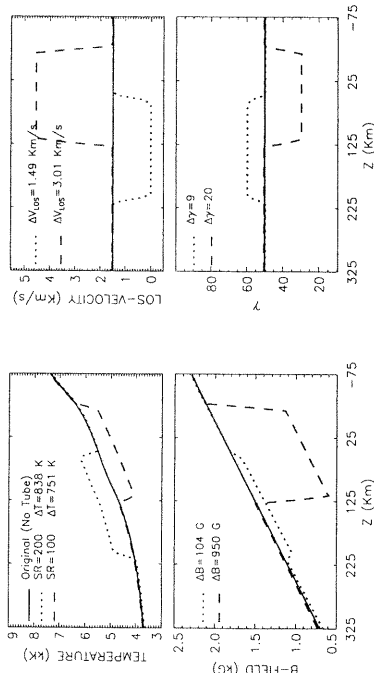 TEMPERATURE (kK)
9
8
7
6
5
4
3
Original (No Tube)
SR=200 ΔT=838 K
SR=100 ΔT=751 K
LOS-VELOCITY (Km/s)
6
5
4
3
2
1
0
ΔV_LOS=1.49 Km/s
ΔV_LOS=3.01 Km/s
B-FIELD (kG)
2.5
2.0
1.5
1.0
0.5
ΔB=104 G
ΔB=950 G
325 225 125 25 -75
Z (Km)
γ
80
60
40
20
Δγ=9
Δγ=20
325 225 125 25 -75
Z (Km)